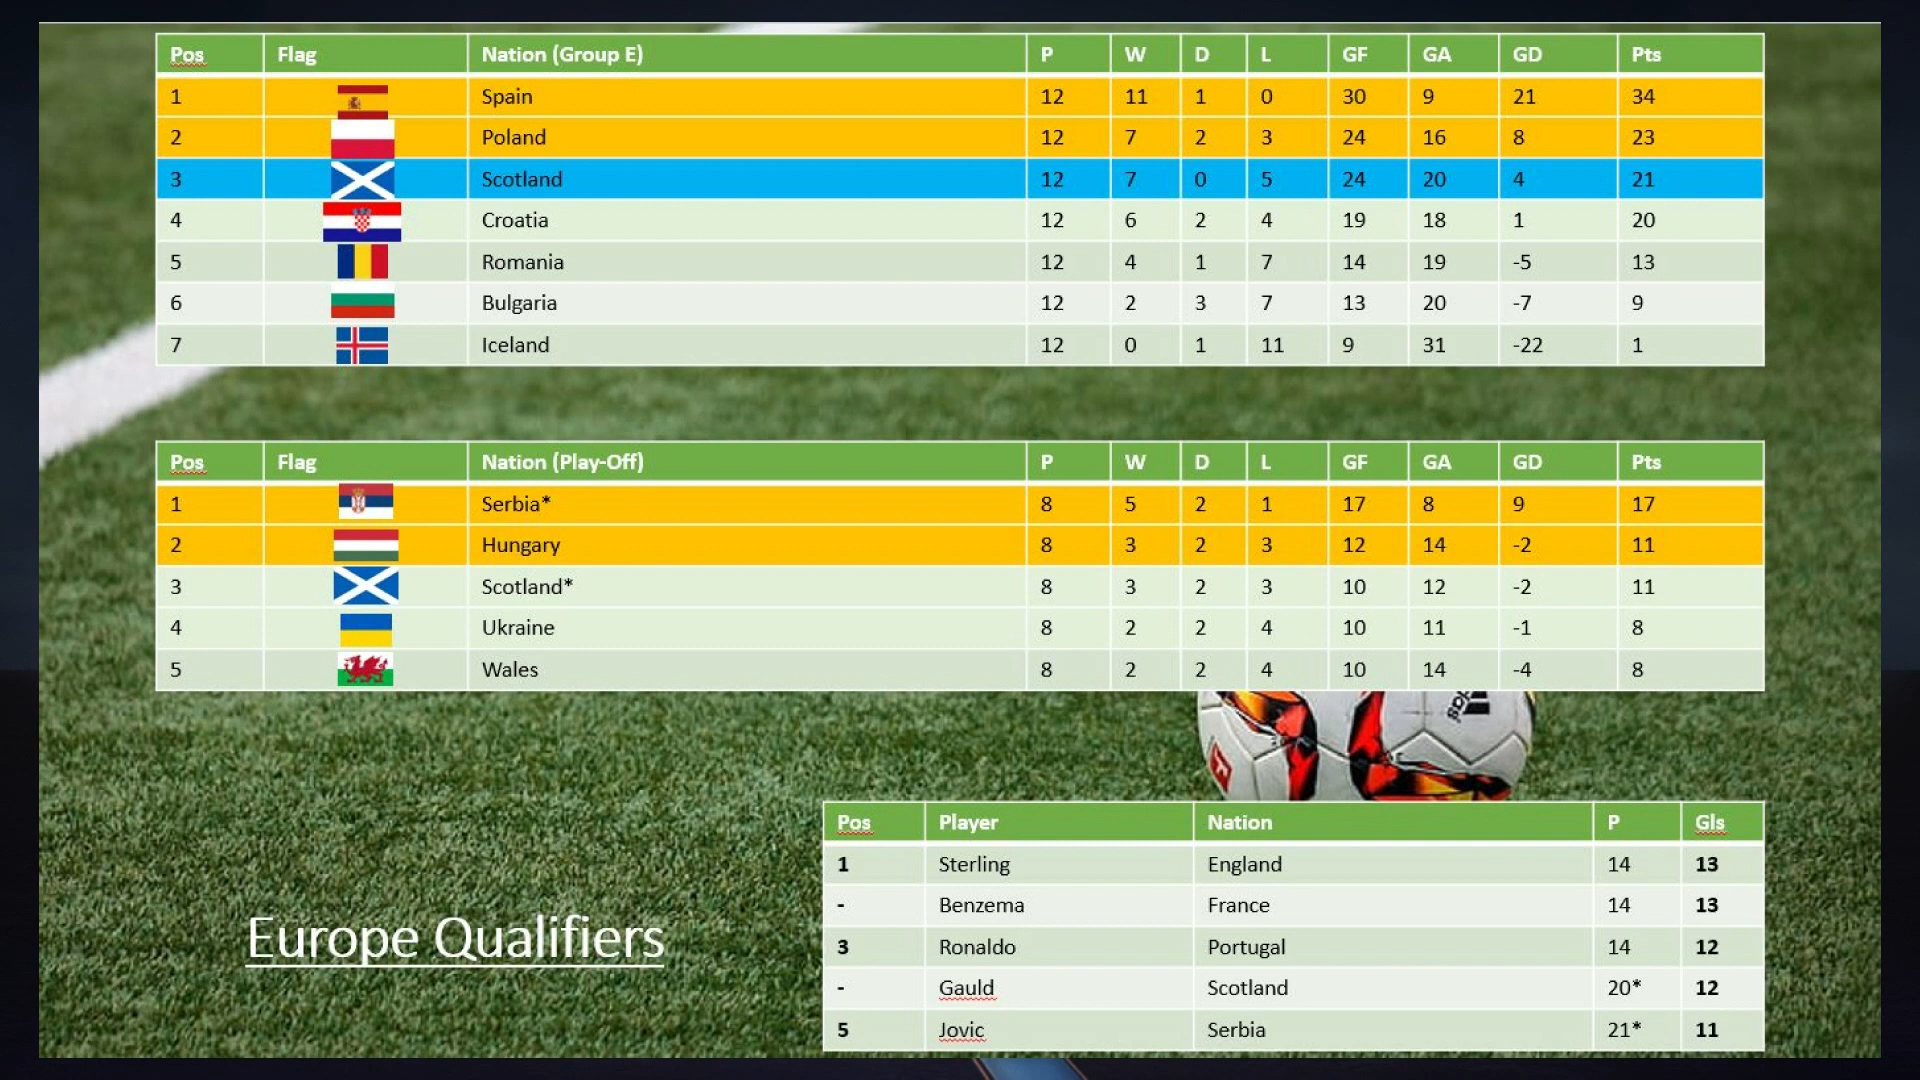 Pos Flag Nation (Group E) P W D L GF GA GD Pts
1 Spain 12 11 1 0 30 9 21 34
2 Poland 12 7 2 3 24 16 8 23
3 Scotland 12 7 0 5 24 20 4 21
4 Croatia 12 6 2 4 19 18 1 20
5 Romania 12 4 1 7 14 19 -5 13
6 Bulgaria 12 2 3 7 13 20 -7 9
7 Iceland 12 0 1 11 9 31 -22 1
Pos Flag Nation (Play-Off) P W D L GF GA GD Pts
1 Serbia* 8 5 2 1 17 8 9 17
2 Hungary 8 3 2 3 12 14 -2 11
3 Scotland* 8 3 2 3 10 12 -2 11
4 Ukraine 8 2 2 4 10 11 -1 8
5 Wales 8 2 2 4 10 14 -4 8
adidas
Pos Player Nation P Gls
1 Sterling England 14 13
- Benzema France 14 13
3 Ronaldo Portugal 14 12
- Gauld Scotland 20* 12
5 Jovic Serbia 21* 11
Europe Qualifiers